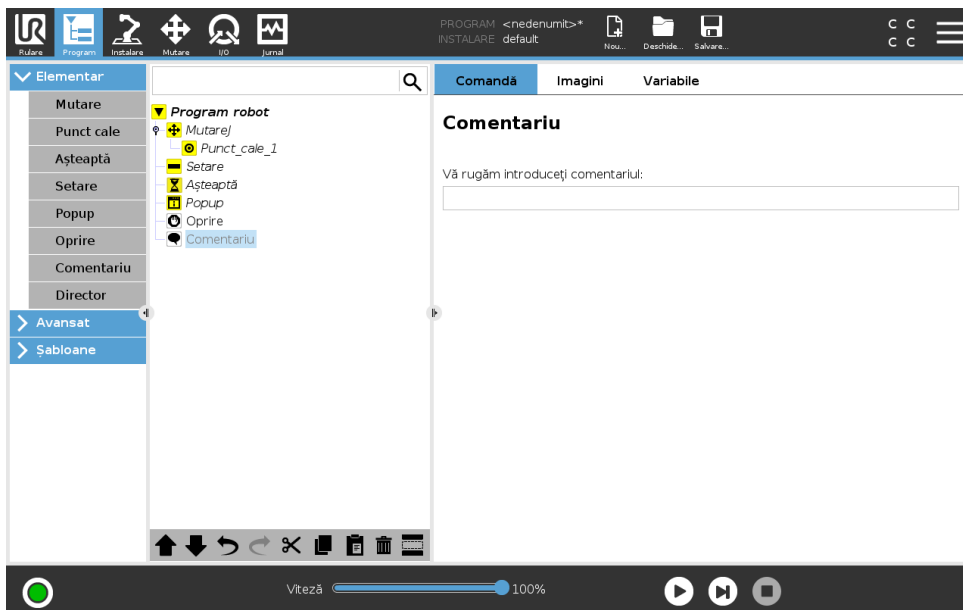 UR
Rulare Program Instalare Mutare I/O Jurnal
PROGRAM <nedenumit>*
INSTALARE default
Nou... Deschide... Salvare...
C C
C C
Elementar
Mutare
Punct cale
Așteaptă
Setare
Popup
Oprire
Comentariu
Director
Avansat
Șabloane
Program robot
MutareJ
Punct_cale_1
Setare
Așteaptă
Popup
Oprire
Comentariu
Comandă Imagini Variabile
Comentariu
Vă rugăm introduceți comentariul:
Viteză 100%